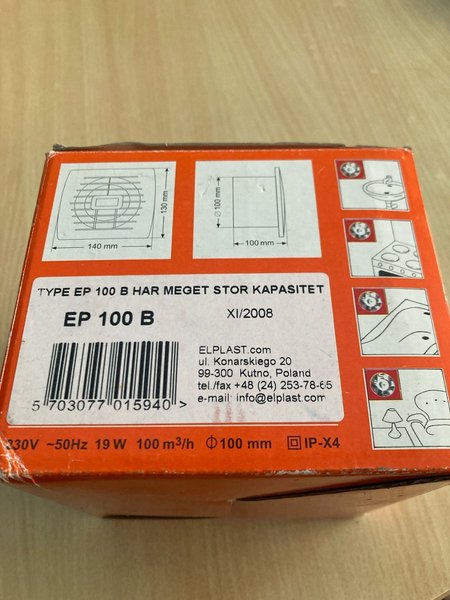 130 mm
140 mm
Ø 100 mm
100 mm
TYPE EP 100 B HAR MEGET STOR KAPASITET
EP 100 B
XI/2008
ELPLAST.com
ul. Konarskiego 20
99-300 Kutno, Poland
tel./fax +48 (24) 253-78-65
e-mail: info@elplast.com
5 703077 015940 >
230V ~50Hz 19 W 100 m³/h Φ100 mm IP-X4